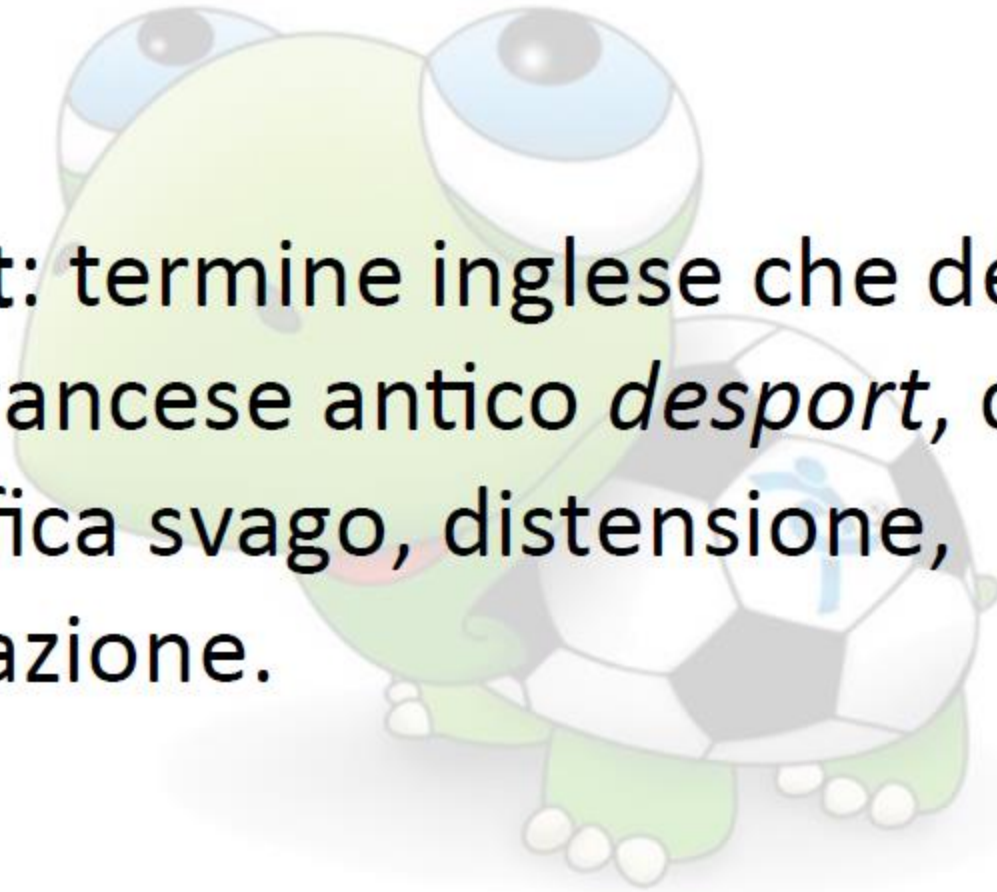 t: termine inglese che de
ancese antico desport, c
fica svago, distensione,
azione.